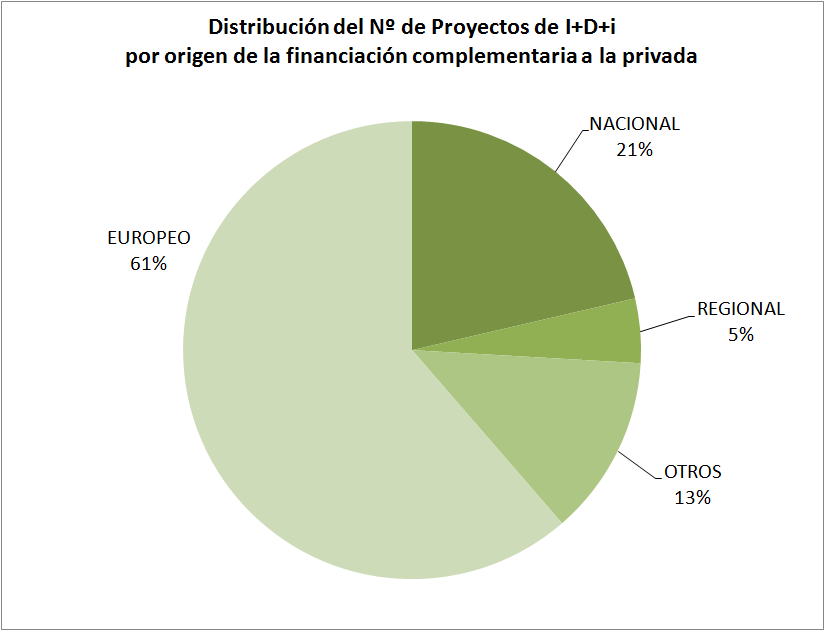 Distribución del Nº de Proyectos de I+D+i
por origen de la financiación complementaria a la privada
NACIONAL
21%
EUROPEO
61%
REGIONAL
5%
OTROS
13%